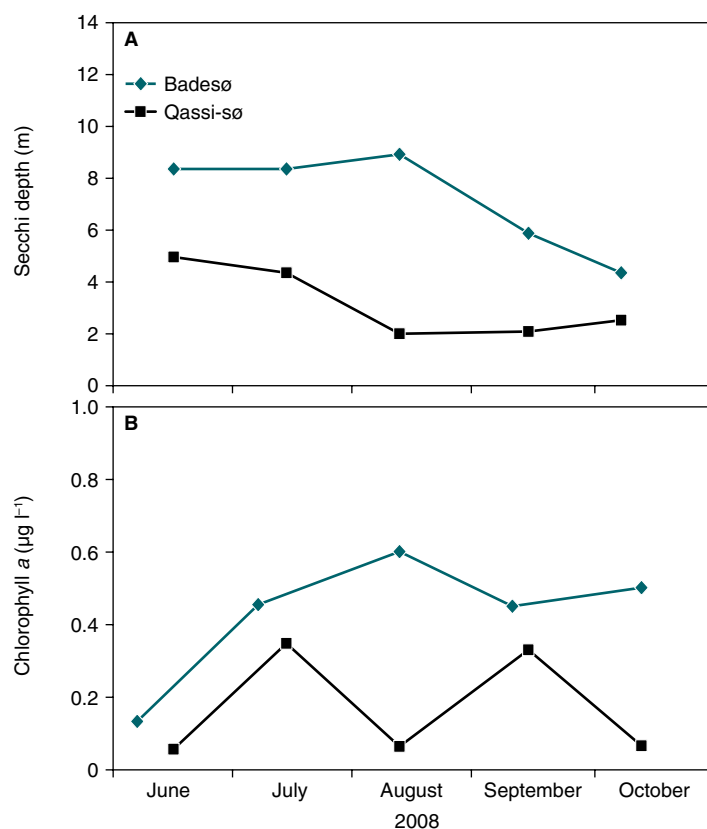 A
Badesø
Qassi-sø
Secchi depth (m)
14
12
10
8
6
4
2
0
B
Chlorophyll a (µg l⁻¹)
1.0
0.8
0.6
0.4
0.2
0
June July August September October
2008